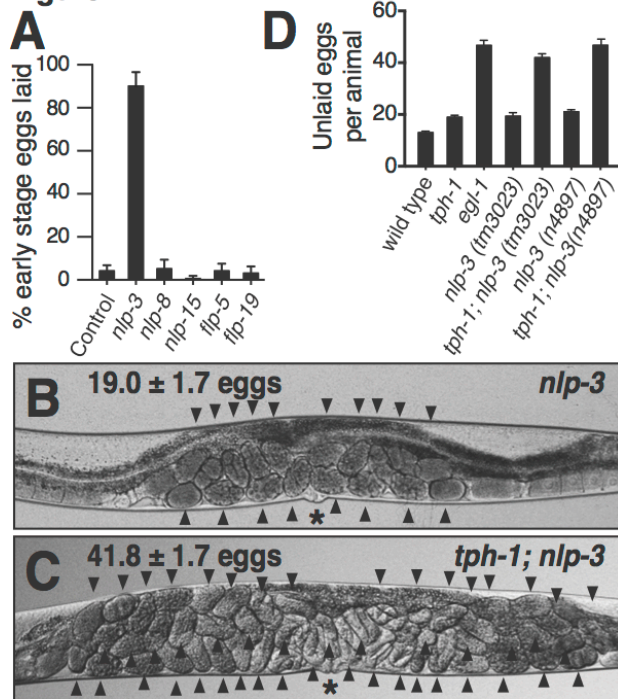 A
% early stage eggs laid
100
80
60
40
20
0
Control
nlp-3
nlp-8
nlp-15
flp-5
flp-19
D
Unlaid eggs
per animal
60
40
20
0
wild type
tph-1
egl-1
nlp-3 (tm3023)
tph-1; nlp-3 (tm3023)
nlp-3 (n4897)
tph-1; nlp-3(n4897)
B
19.0 ± 1.7 eggs
nlp-3
*
C
41.8 ± 1.7 eggs
tph-1; nlp-3
*